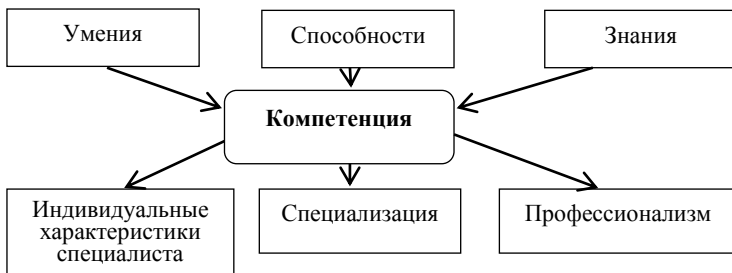 Умения
Способности
Знания
Компетенция
Индивидуальные
характеристики
специалиста
Специализация
Профессионализм